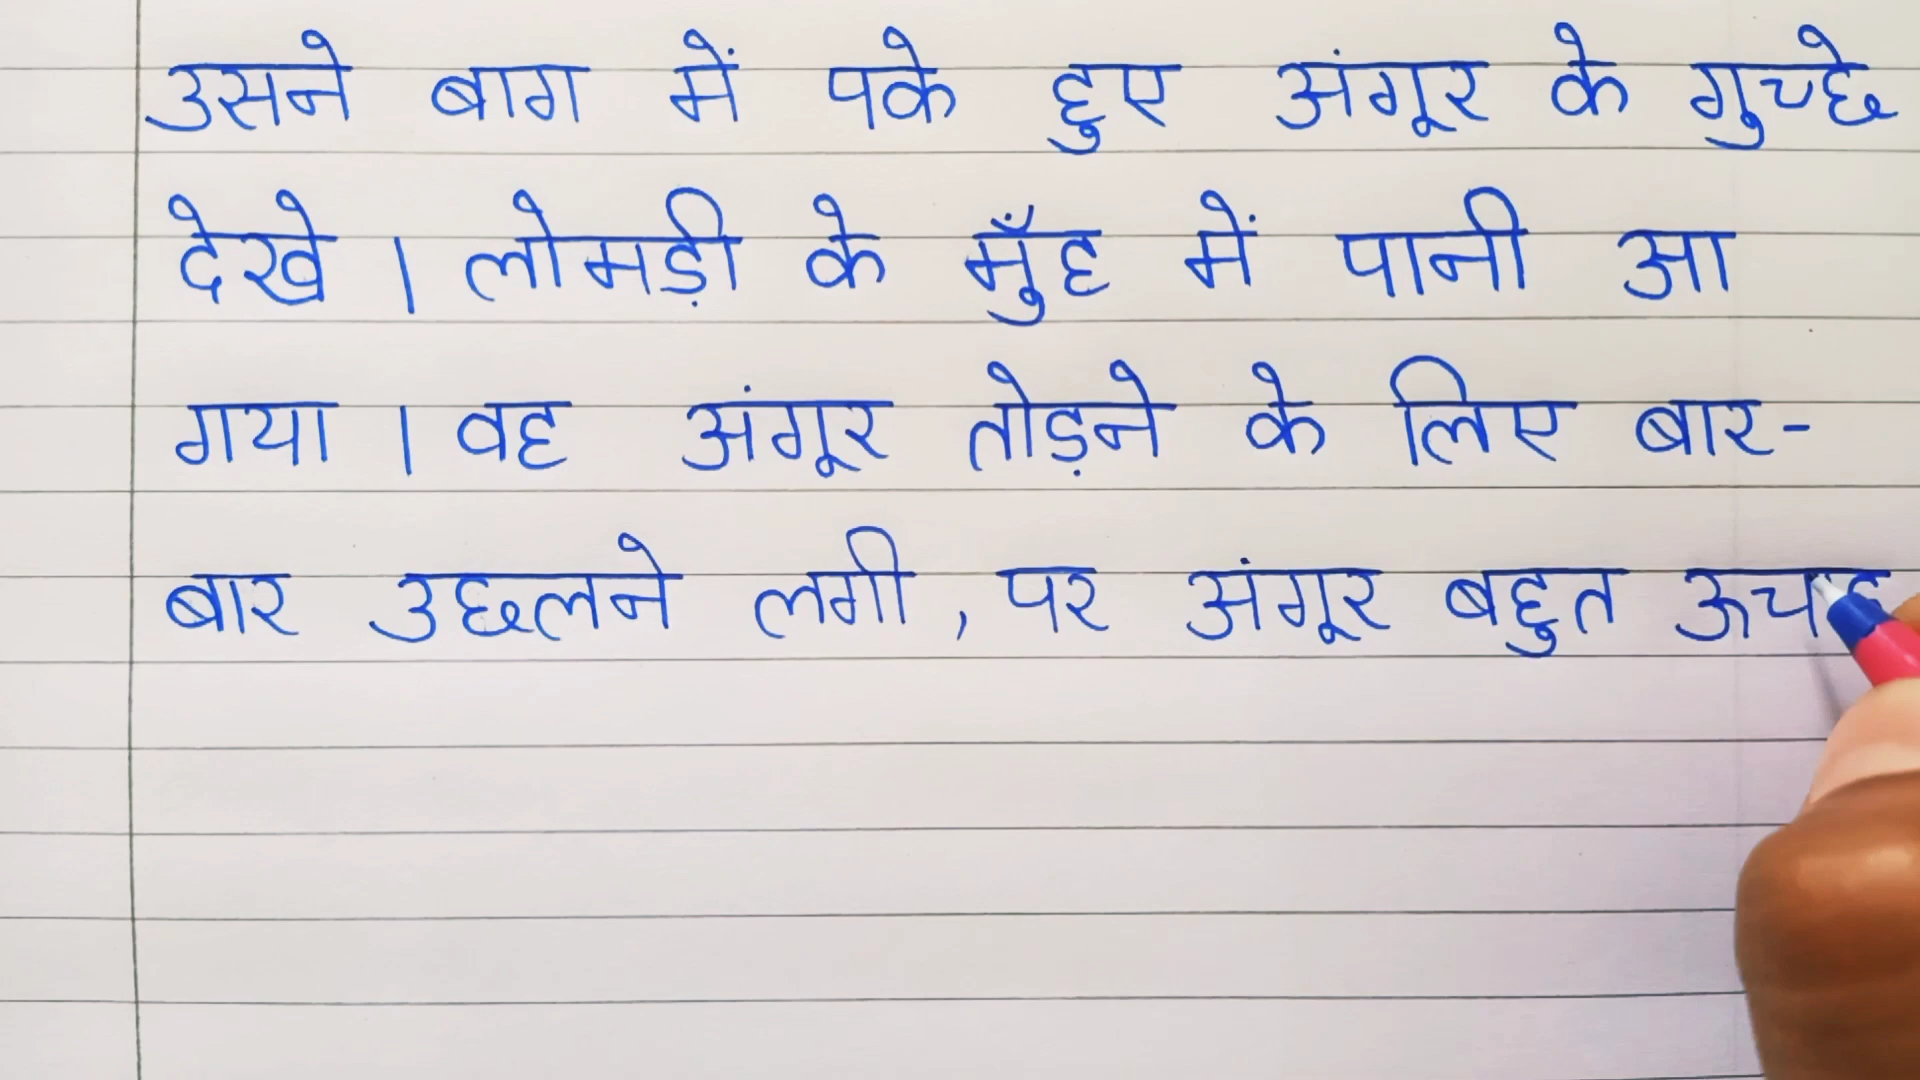 उसने बाग में पके हुए अंगूर के गुच्छे
देखे । लोमड़ी के मुँह में पानी आ
गया । वह अंगूर तोड़ने के लिए बार-
बार उछलने लगी , पर अंगूर बहुत